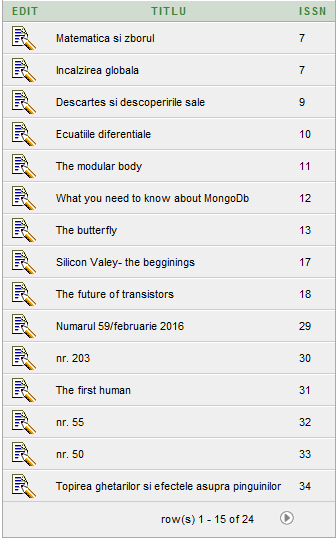 EDIT TITLU ISSN
Matematica si zborul 7
Incalzirea globala 7
Descartes si descoperirile sale 9
Ecuatiile diferentiale 10
The modular body 11
What you need to know about MongoDb 12
The butterfly 13
Silicon Valey- the begginings 17
The future of transistors 18
Numarul 59/februarie 2016 29
nr. 203 30
The first human 31
nr. 55 32
nr. 50 33
Topirea ghetarilor si efectele asupra pinguinilor 34
row(s) 1 - 15 of 24